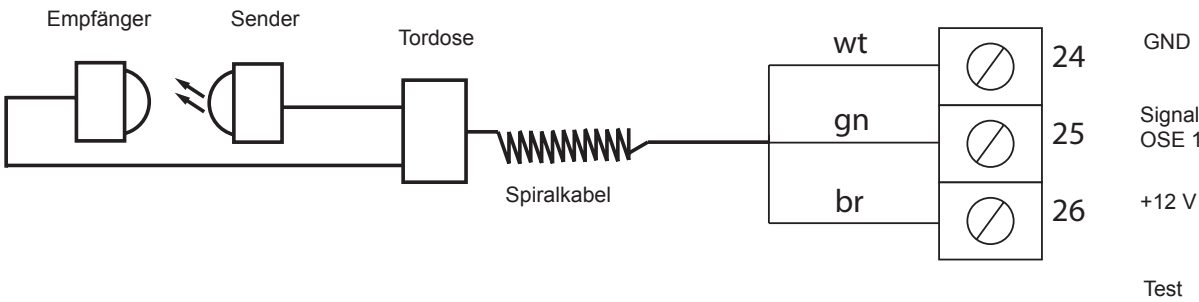 Empfänger
Sender
Tordose
Spiralkabel
wt
24
GND
gn
25
Signal
OSE 1
br
26
+12 V
Test